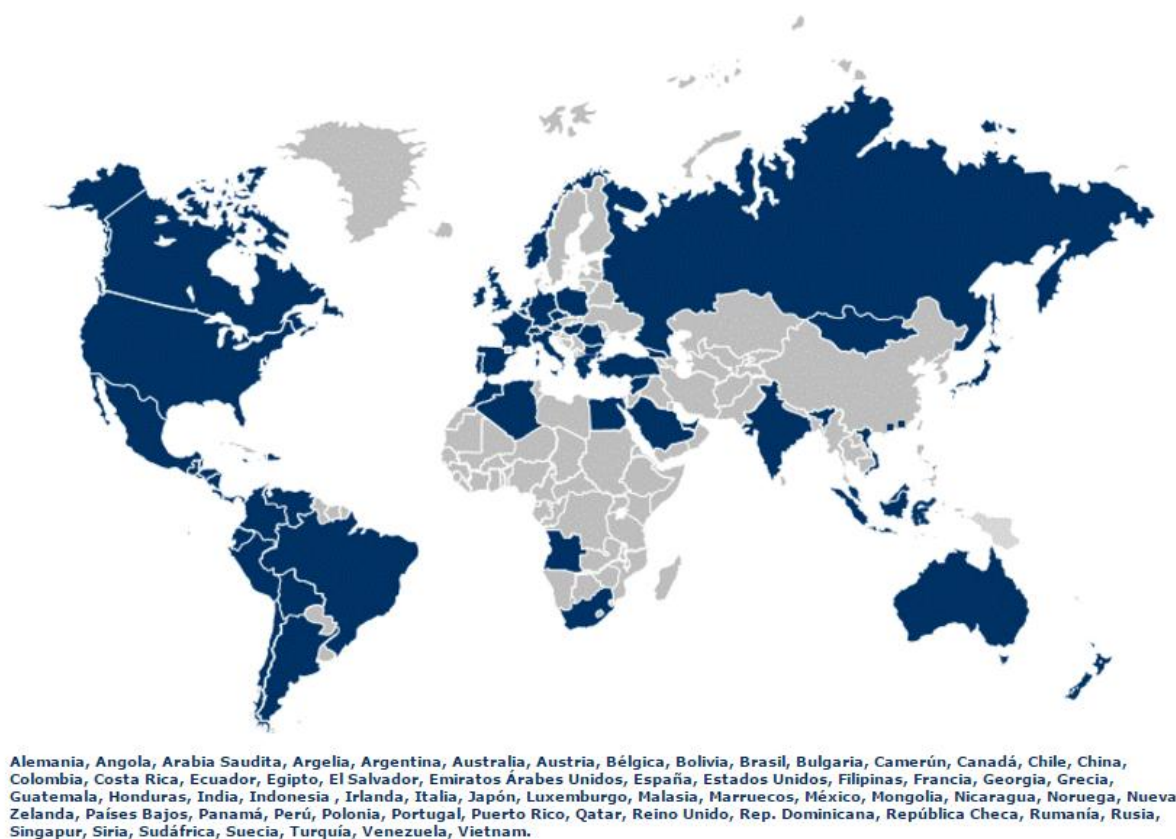 Alemania, Angola, Arabia Saudita, Argelia, Argentina, Australia, Austria, Bélgica, Bolivia, Brasil, Bulgaria, Camerún, Canadá, Chile, China,
Colombia, Costa Rica, Ecuador, Egipto, El Salvador, Emiratos Árabes Unidos, España, Estados Unidos, Filipinas, Francia, Georgia, Grecia,
Guatemala, Honduras, India, Indonesia , Irlanda, Italia, Japón, Luxemburgo, Malasia, Marruecos, México, Mongolia, Nicaragua, Noruega, Nueva
Zelanda, Países Bajos, Panamá, Perú, Polonia, Portugal, Puerto Rico, Qatar, Reino Unido, Rep. Dominicana, República Checa, Rumanía, Rusia,
Singapur, Siria, Sudáfrica, Suecia, Turquía, Venezuela, Vietnam.